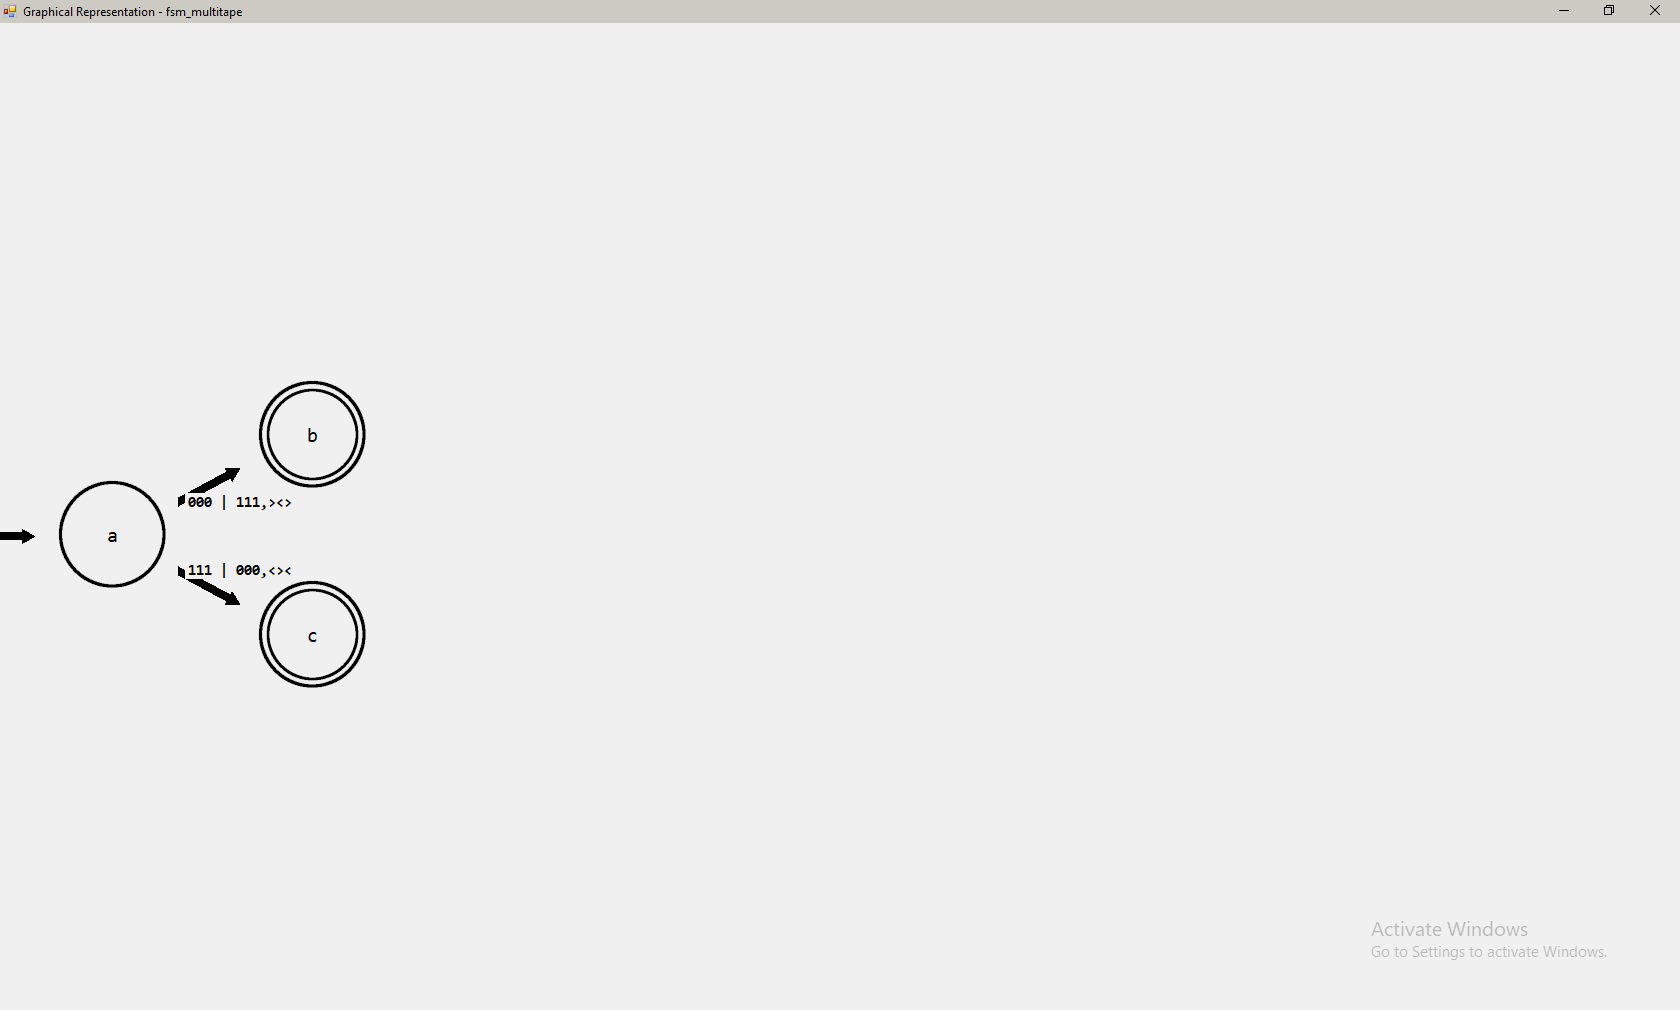 Graphical Representation - fsm_multitape
b
000 | 111,><>
a
111 | 000,<><
c
Activate Windows
Go to Settings to activate Windows.